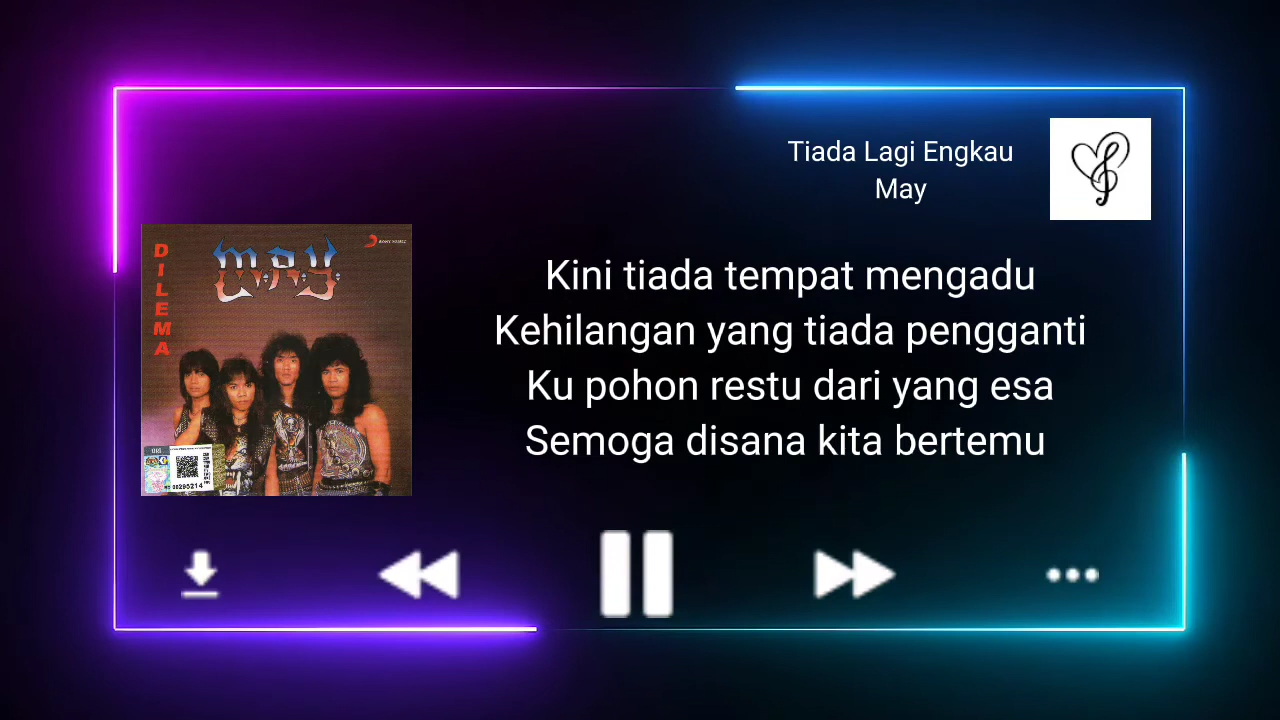 Tiada Lagi Engkau
May
DILEMA
M.A.Y.
Kini tiada tempat mengadu
Kehilangan yang tiada pengganti
Ku pohon restu dari yang esa
Semoga disana kita bertemu
00295214